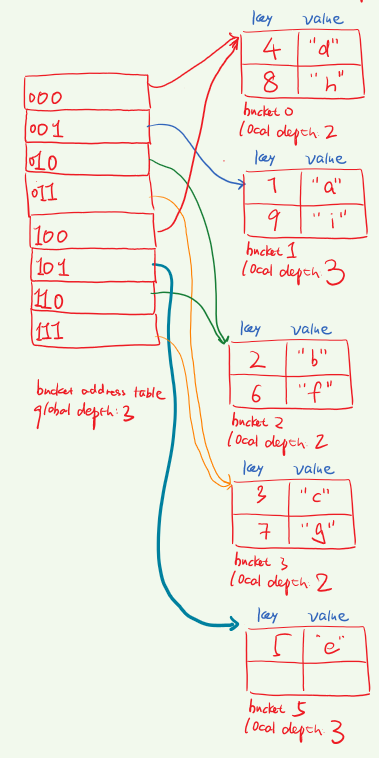 key value
4 "d"
8 "h"
bucket 0
local depth: 2
000
001
010
011
100
101
110
111
bucket address table
global depth: 3
key value
1 "a"
9 "i"
bucket 1
local depth: 3
key value
2 "b"
6 "f"
bucket 2
local depth: 2
key value
3 "c"
7 "g"
bucket 3
local depth: 2
key value
5 "e"
bucket 5
local depth: 3